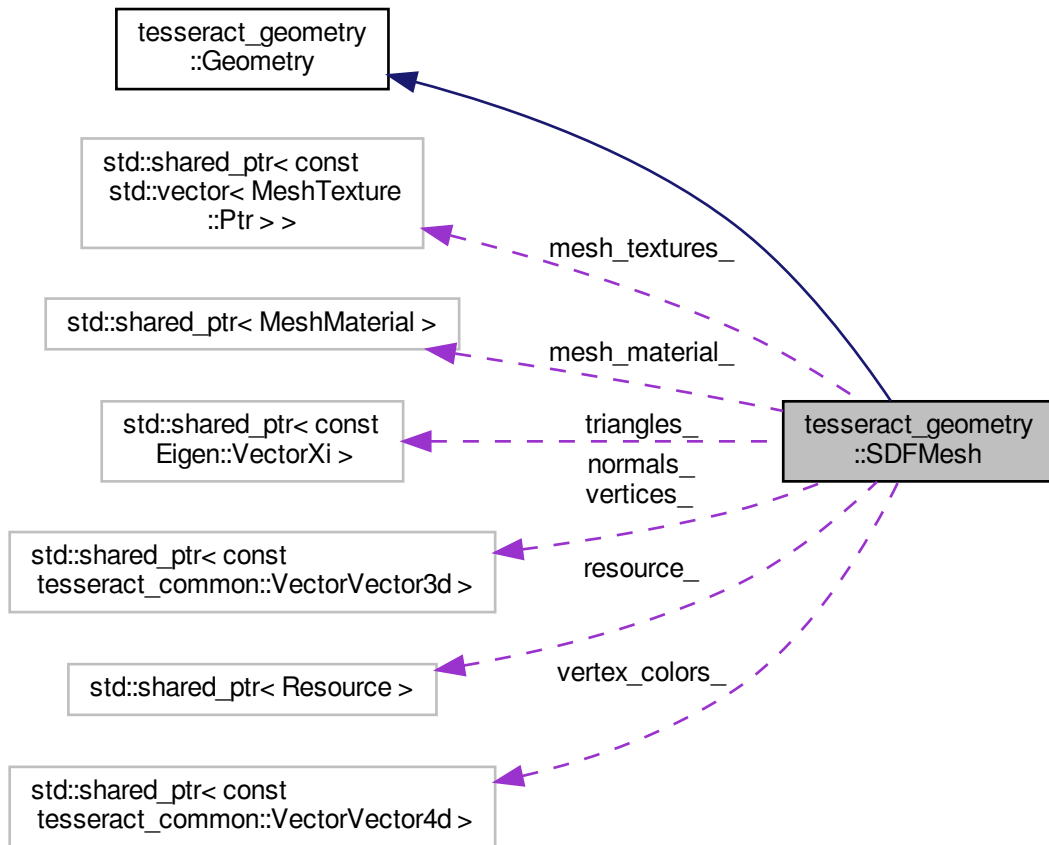 tesseract_geometry
::Geometry
std::shared_ptr< const
std::vector< MeshTexture
::Ptr > >
mesh_textures_
std::shared_ptr< MeshMaterial >
mesh_material_
std::shared_ptr< const
Eigen::VectorXi >
triangles_
tesseract_geometry
::SDFMesh
normals_
vertices_
std::shared_ptr< const
tesseract_common::VectorVector3d >
resource_
std::shared_ptr< Resource >
vertex_colors_
std::shared_ptr< const
tesseract_common::VectorVector4d >